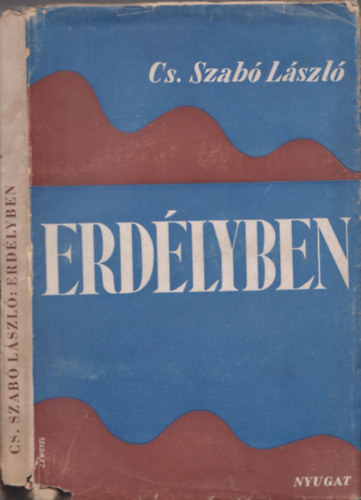 Cs. Szabó László
ERDÉLYBEN
NYUGAT
CS. SZABÓ LÁSZLÓ: ERDÉLYBEN